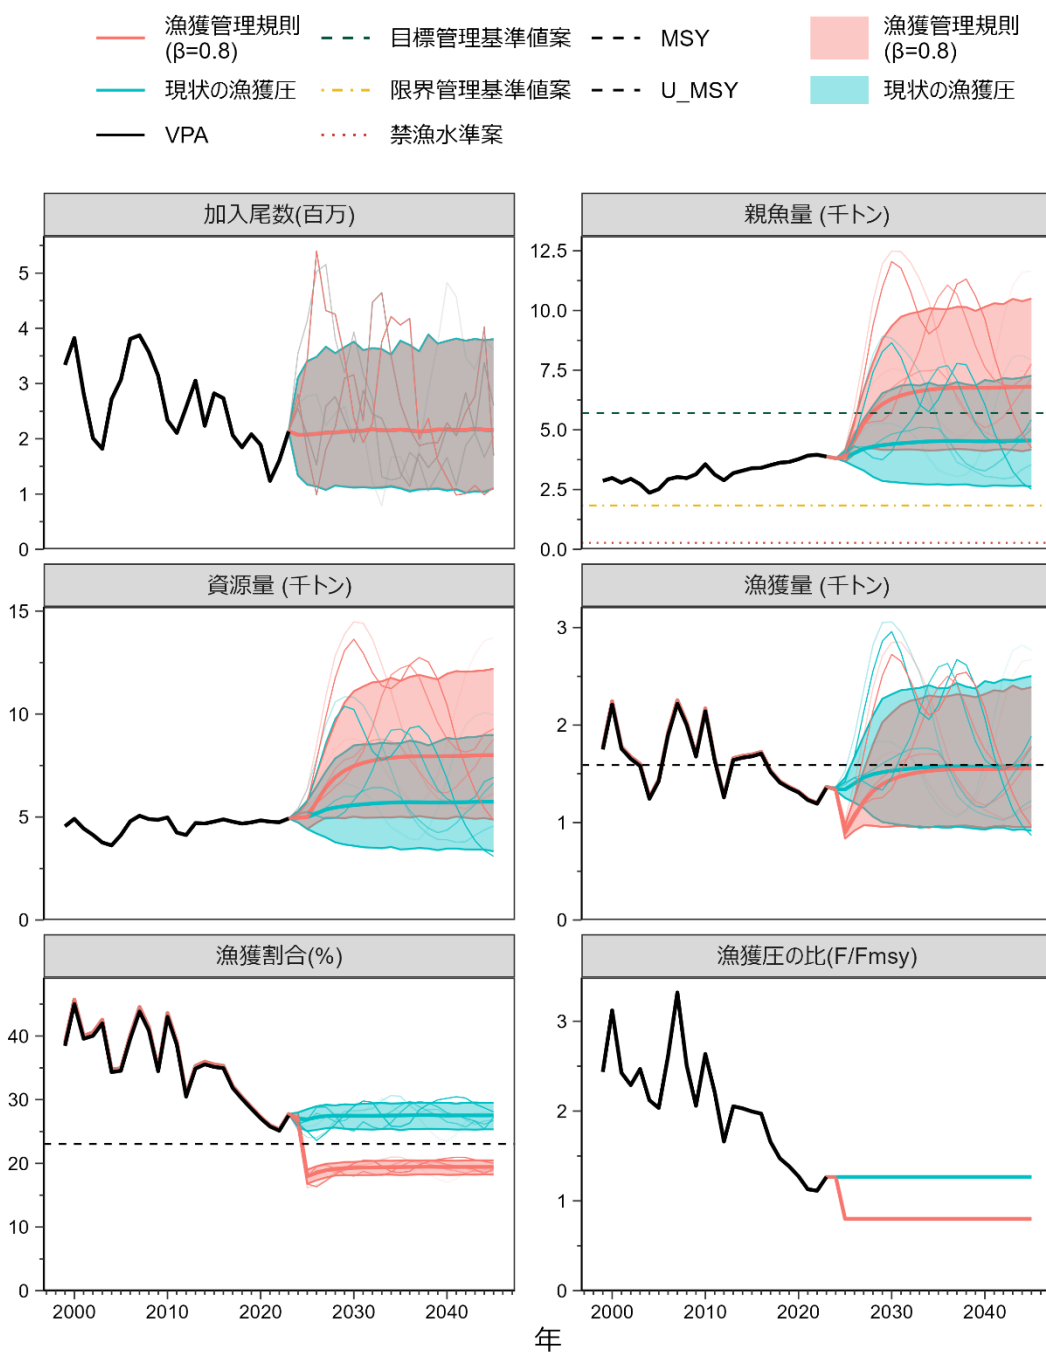 漁獲管理規則
(β=0.8)
目標管理基準値案
MSY
漁獲管理規則
(β=0.8)
現状の漁獲圧
限界管理基準値案
U_MSY
現状の漁獲圧
VPA
禁漁水準案
加入尾数(百万)
親魚量 (千トン)
5
4
3
2
1
0
12.5
10.0
7.5
5.0
2.5
0.0
資源量 (千トン)
漁獲量 (千トン)
15
10
5
0
3
2
1
0
漁獲割合(%)
漁獲圧の比(F/Fmsy)
40
30
20
10
0
3
2
1
0
2000 2010 2020 2030 2040
2000 2010 2020 2030 2040
年